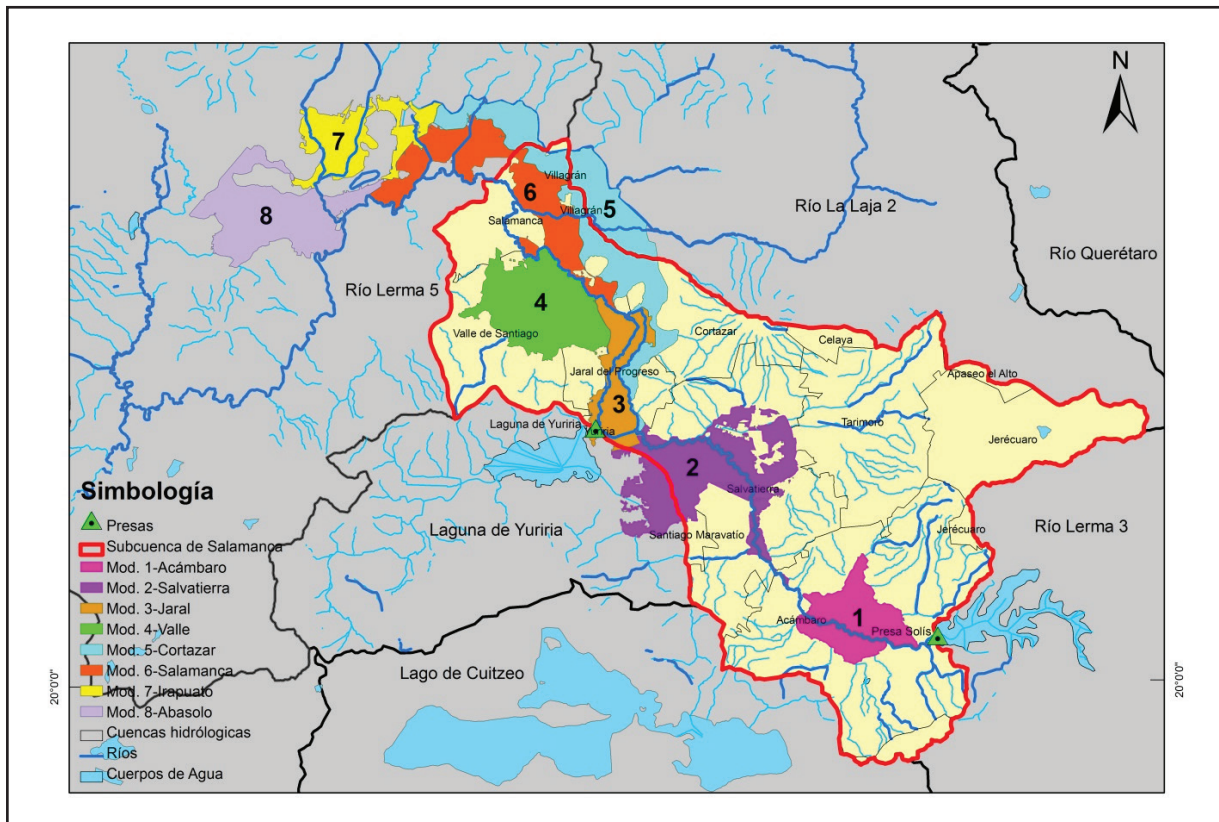 N
7
6
Villagrán
8
Villagrán
5
Río La Laja 2
Salamanca
Río Querétaro
Río Lerma 5
4
Valle de Santiago
Cortazar
Celaya
Jaral del Progreso
Apaseo el Alto
3
Laguna de Yuriria
Yuriria
Tarimoro
Jerécuaro
2
Salvatierra
Simbología
Presas
Subcuenca de Salamanca
Mod. 1-Acámbaro
Mod. 2-Salvatierra
Mod. 3-Jaral
Mod. 4-Valle
Mod. 5-Cortazar
Mod. 6-Salamanca
Mod. 7-Irapuato
Mod. 8-Abasolo
Cuencas hidrólogicas
Ríos
Cuerpos de Agua
Laguna de Yuriria
Santiago Maravatío
Jerécuaro
Río Lerma 3
1
Acámbaro
Presa Solís
Lago de Cuitzeo
20°0'0"
20°0'0"